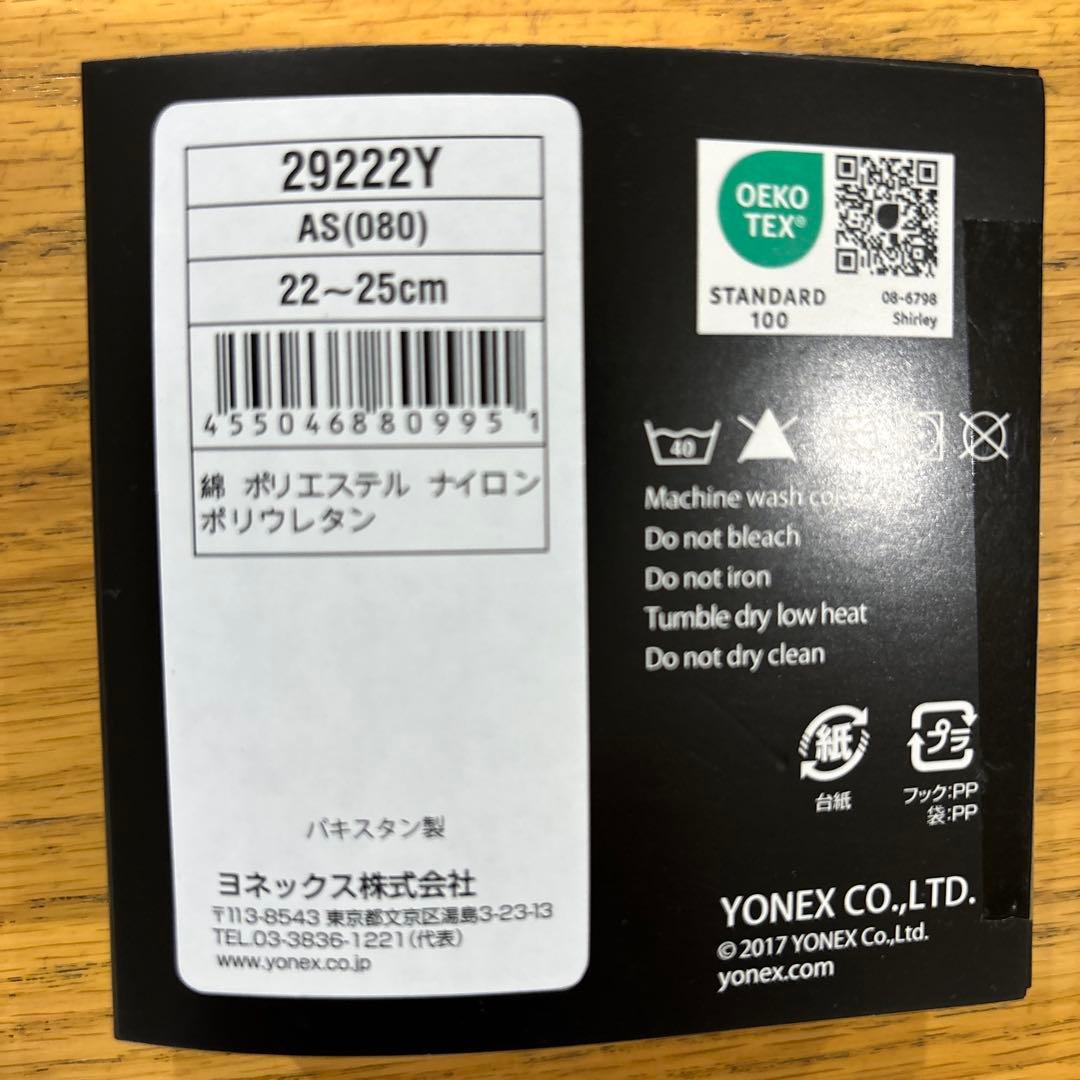 29222Y
AS(080)
22～25cm
4550468809951
綿 ポリエステル ナイロン
ポリウレタン
パキスタン製
ヨネックス株式会社
〒113-8543 東京都文京区湯島3-23-13
TEL.03-3836-1221(代表)
www.yonex.co.jp
OEKO
TEX®
STANDARD
100
08-6798
Shirley
40
Machine wash cold
Do not bleach
Do not iron
Tumble dry low heat
Do not dry clean
紙
プラ
台紙
フック:PP
袋:PP
YONEX CO.,LTD.
© 2017 YONEX Co.,Ltd.
yonex.com